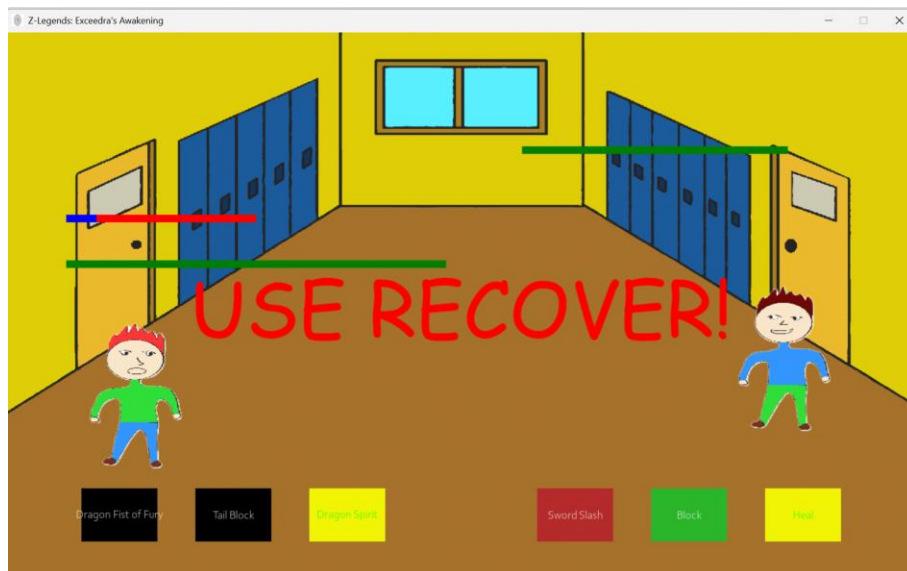 Z-Legends: Exceedra's Awakening
USE RECOVER!
Dragon Fist of Fury
Tail Block
Dragon Spirit
Sword Slash
Block
Heal